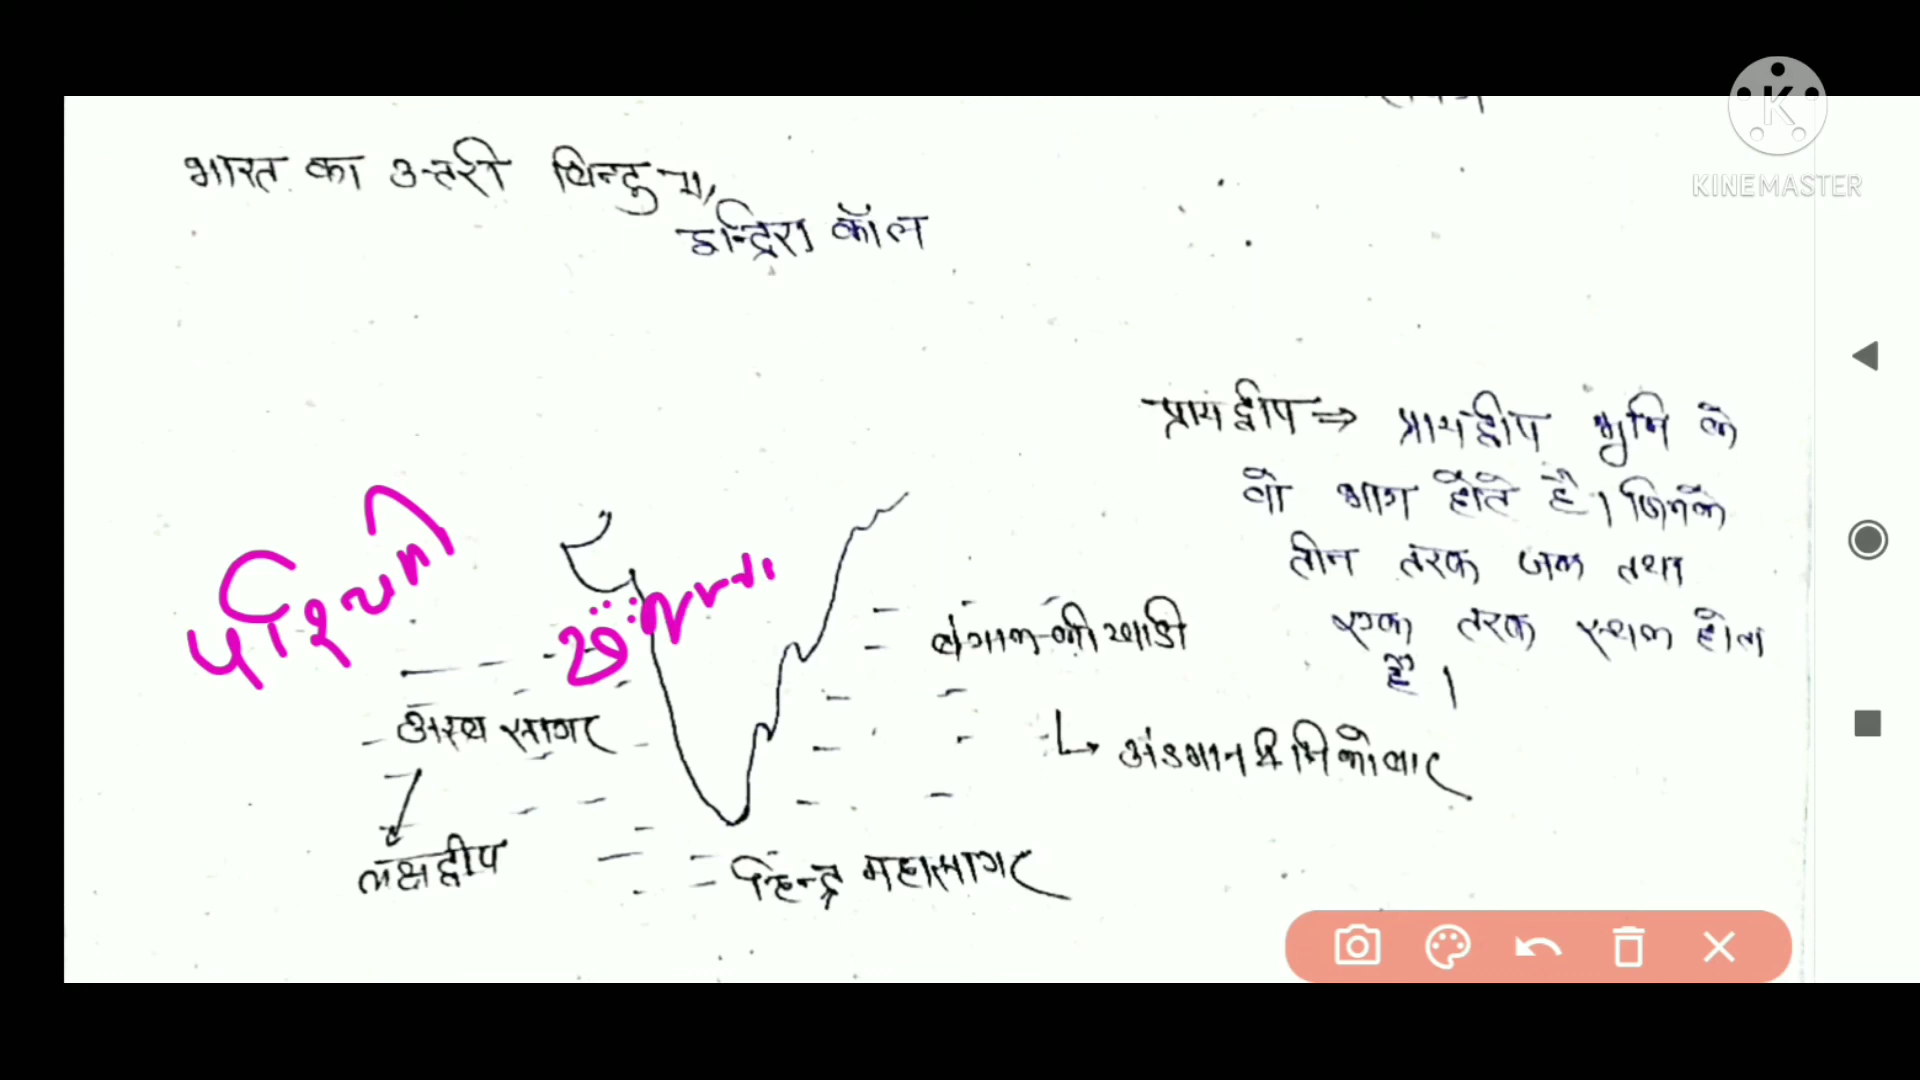 KINEMASTER
भारत का उत्तरी बिन्दु
इन्दिरा कॉल
प्रायद्वीप ⇒ प्रायद्वीप भूमि के
वो भाग होते है। जिनके
तीन तरफ जल तथा
एक तरफ स्थल होता
है।
पश्चिमी
बंगाल की खाड़ी
अरब सागर
अंडमान व निकोबार
लक्षद्वीप
हिन्द महासागर